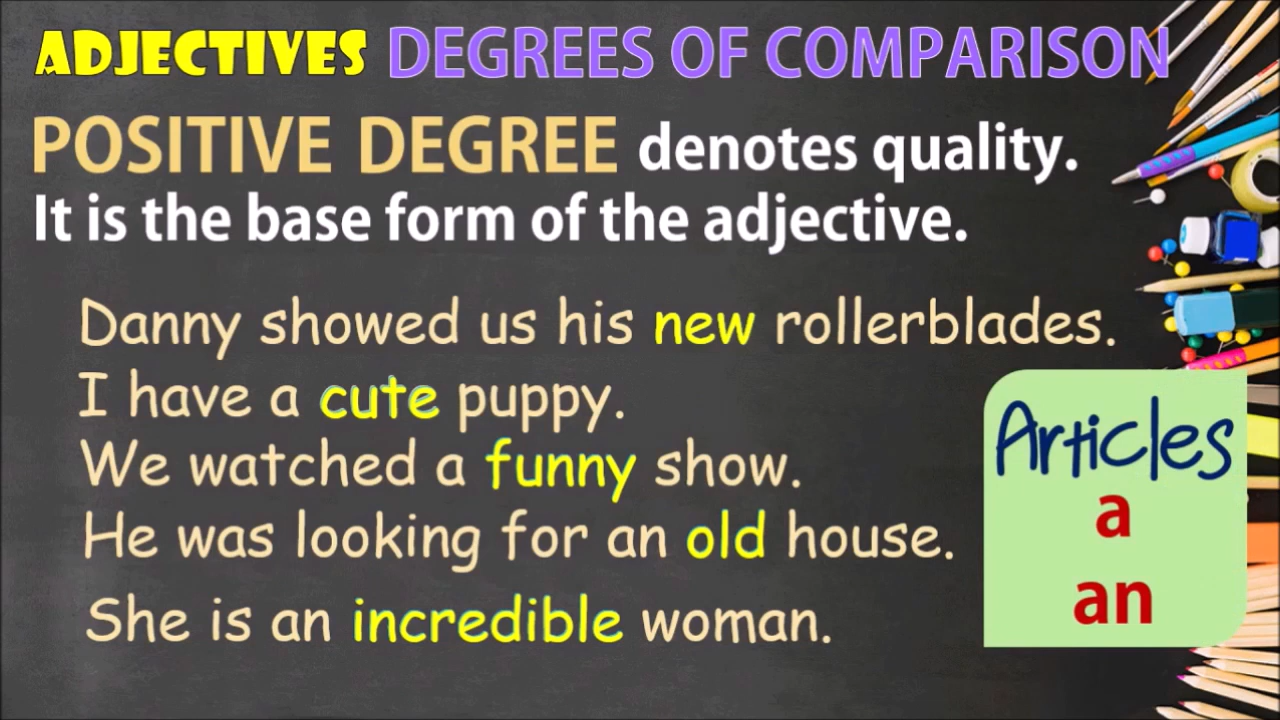 ADJECTIVES DEGREES OF COMPARISON
POSITIVE DEGREE denotes quality.
It is the base form of the adjective.
Danny showed us his new rollerblades.
I have a cute puppy.
We watched a funny show.
He was looking for an old house.
She is an incredible woman.
Articles
a
an